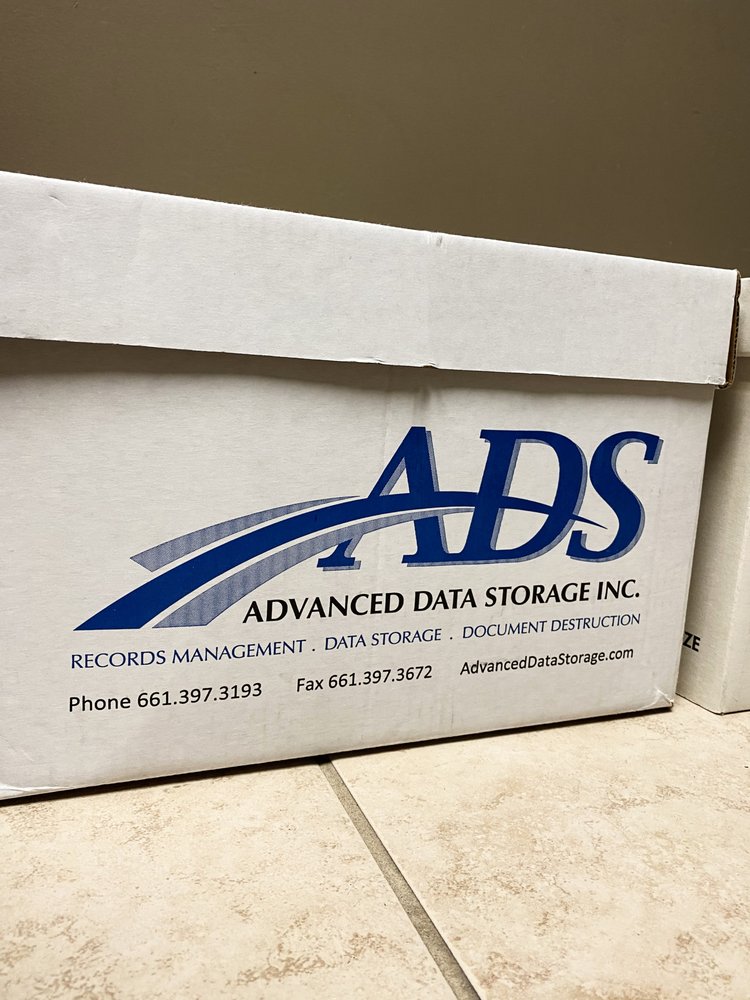 ADS
ADVANCED DATA STORAGE INC.
RECORDS MANAGEMENT . DATA STORAGE . DOCUMENT DESTRUCTION
Phone 661.397.3193 Fax 661.397.3672 AdvancedDataStorage.com
ZE